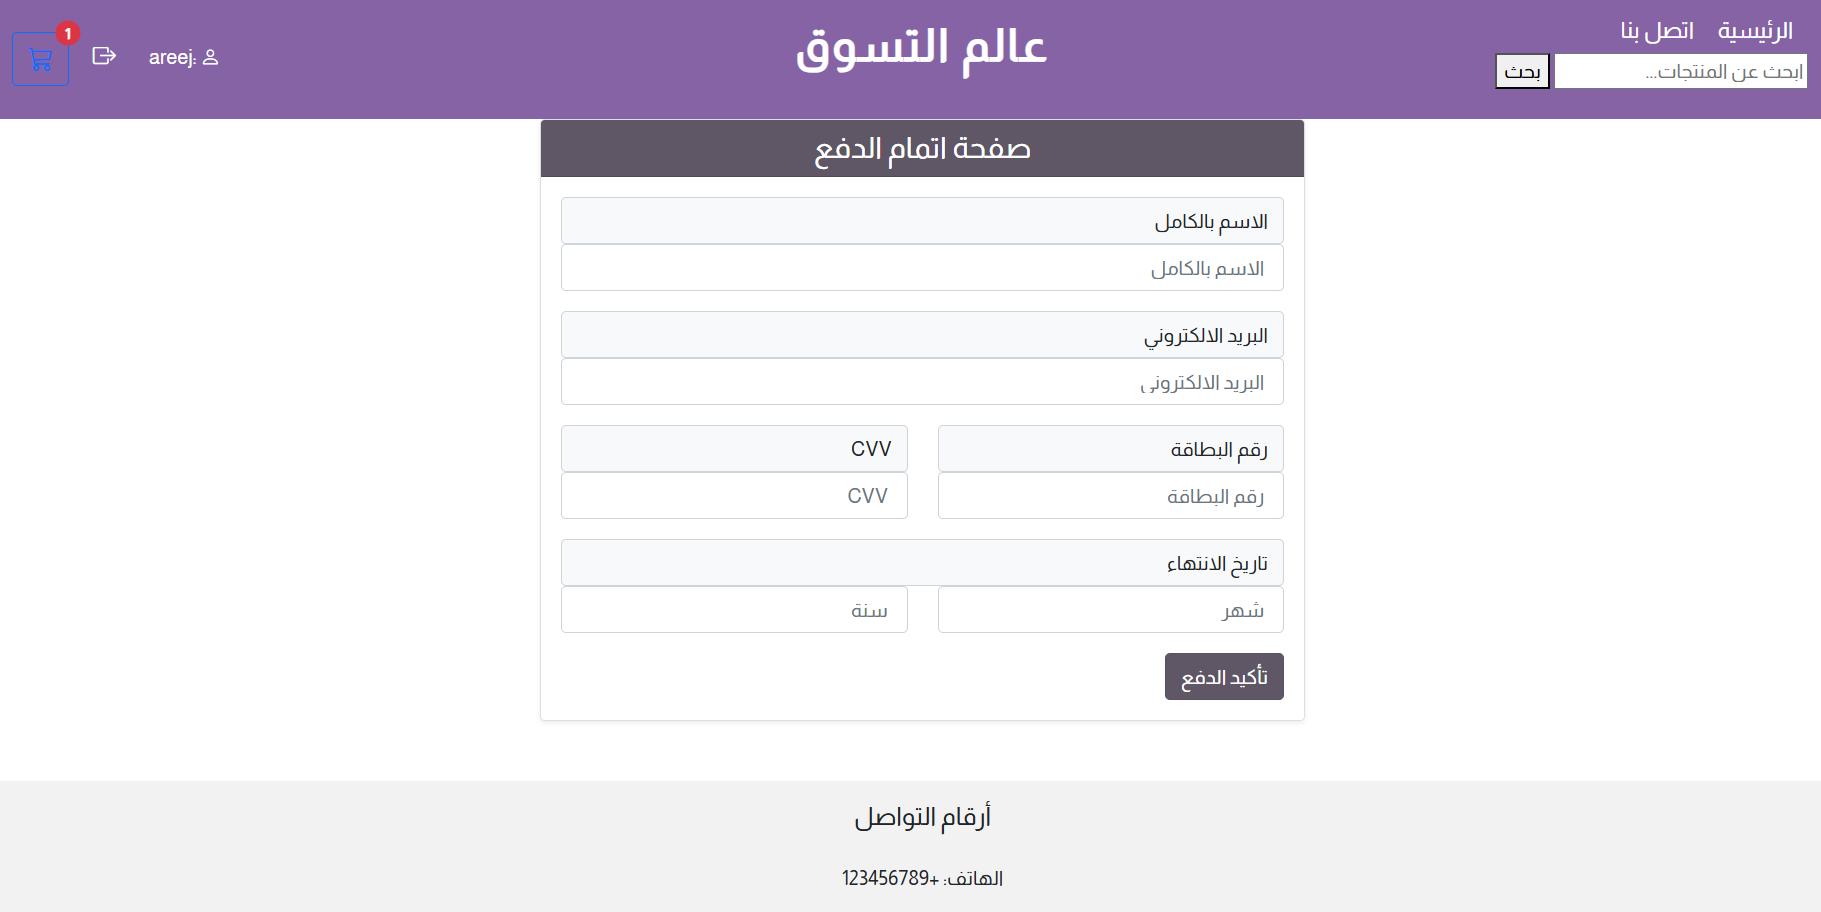 الرئيسية اتصل بنا
ابحث عن المنتجات... بحث
عالم التسوق
areej:
1
صفحة اتمام الدفع
الاسم بالكامل
الاسم بالكامل
البريد الالكتروني
البريد الالكتروني
رقم البطاقة CVV
رقم البطاقة CVV
تاريخ الانتهاء
شهر سنة
تأكيد الدفع
أرقام التواصل
الهاتف: +123456789